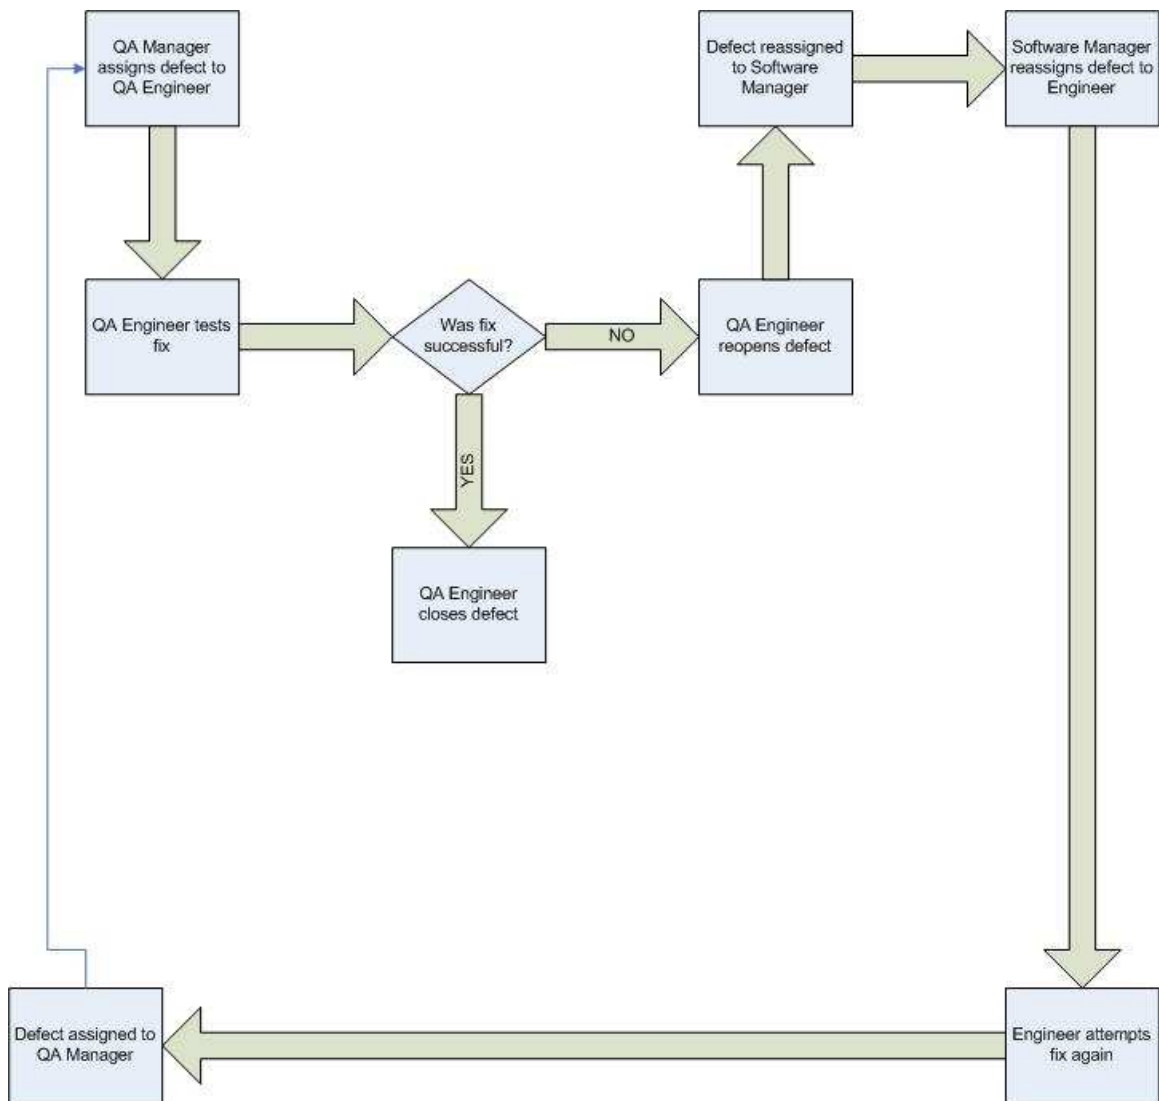 QA Manager
assigns defect to
QA Engineer
Defect reassigned
to Software
Manager
Software Manager
reassigns defect to
Engineer
QA Engineer tests
fix
Was fix
successful?
NO
QA Engineer
reopens defect
YES
QA Engineer
closes defect
Defect assigned to
QA Manager
Engineer attempts
fix again